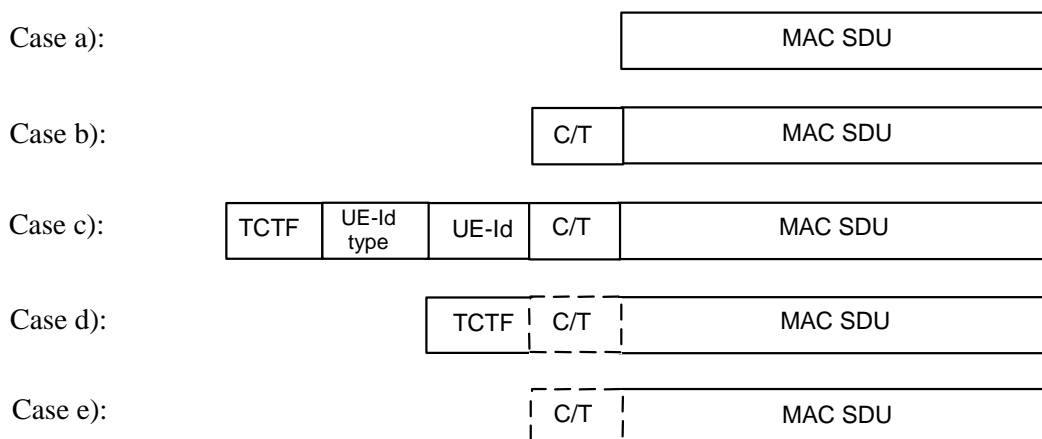 Case a): MAC SDU
Case b): C/T MAC SDU
Case c): TCTF UE-Id type UE-Id C/T MAC SDU
Case d): TCTF C/T MAC SDU
Case e): C/T MAC SDU